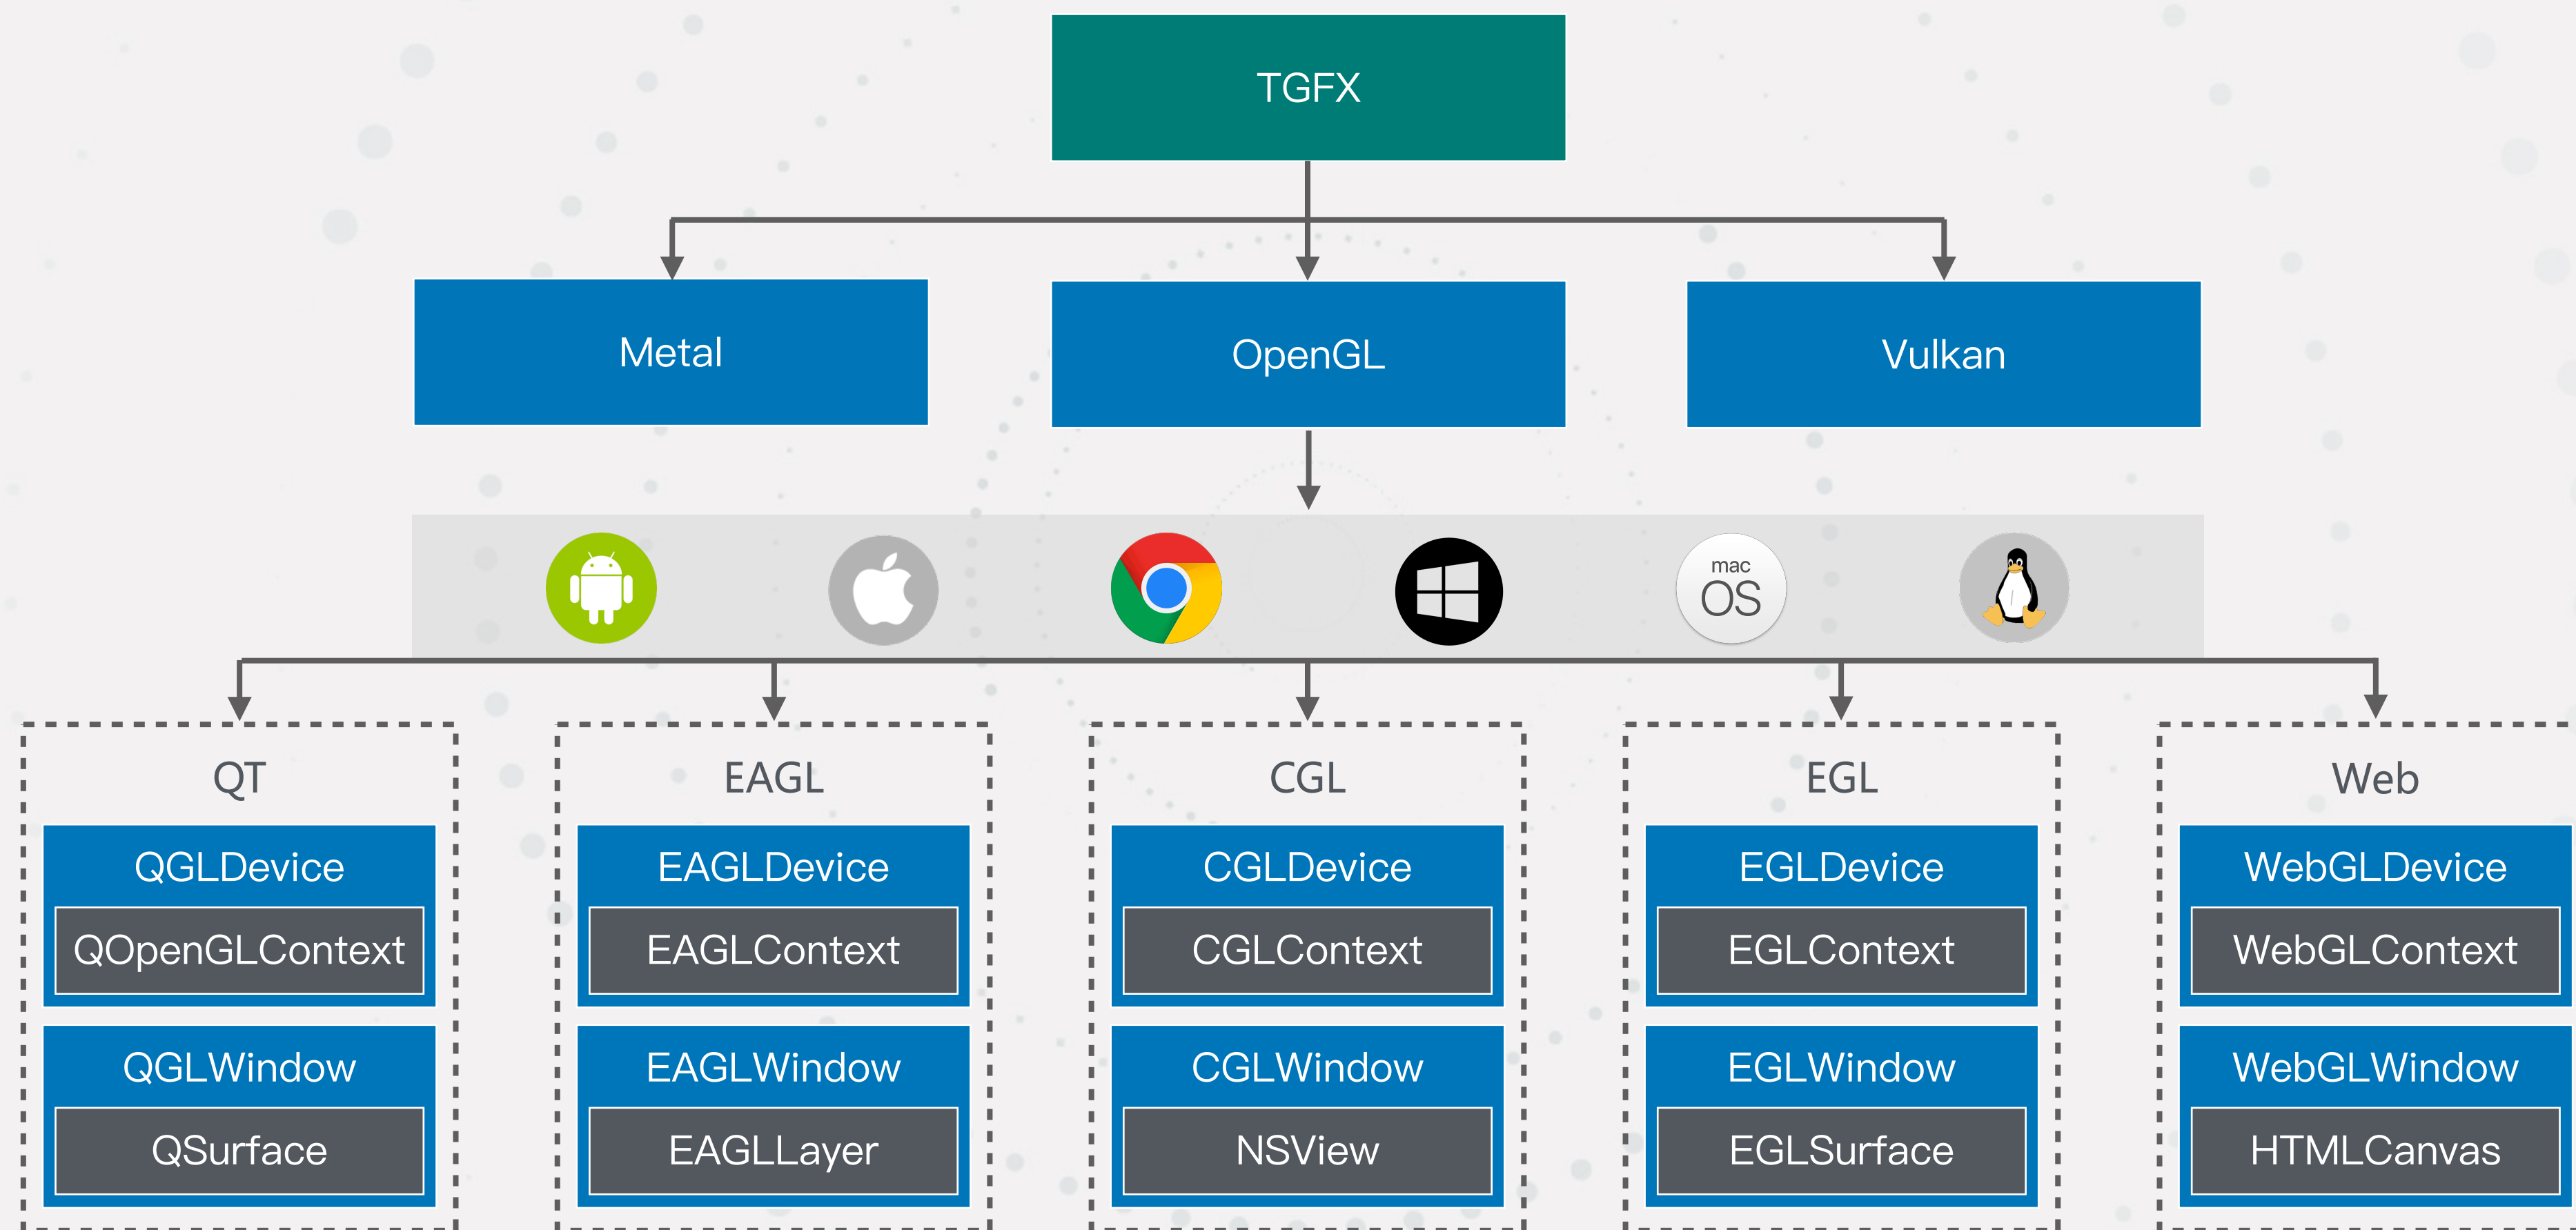 TGFX
Metal
OpenGL
Vulkan
mac
OS
QT
QGLDevice
QOpenGLContext
QGLWindow
QSurface
EAGL
EAGLDevice
EAGLContext
EAGLWindow
EAGLLayer
CGL
CGLDevice
CGLContext
CGLWindow
NSView
EGL
EGLDevice
EGLContext
EGLWindow
EGLSurface
Web
WebGLDevice
WebGLContext
WebGLWindow
HTMLCanvas